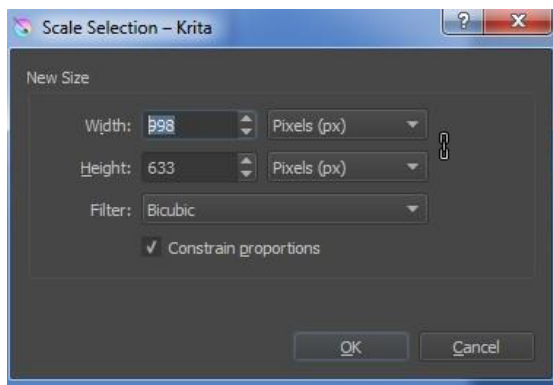 Scale Selection – Krita
New Size
Width: 998 Pixels (px)
Height: 633 Pixels (px)
Filter: Bicubic
Constrain proportions
OK Cancel